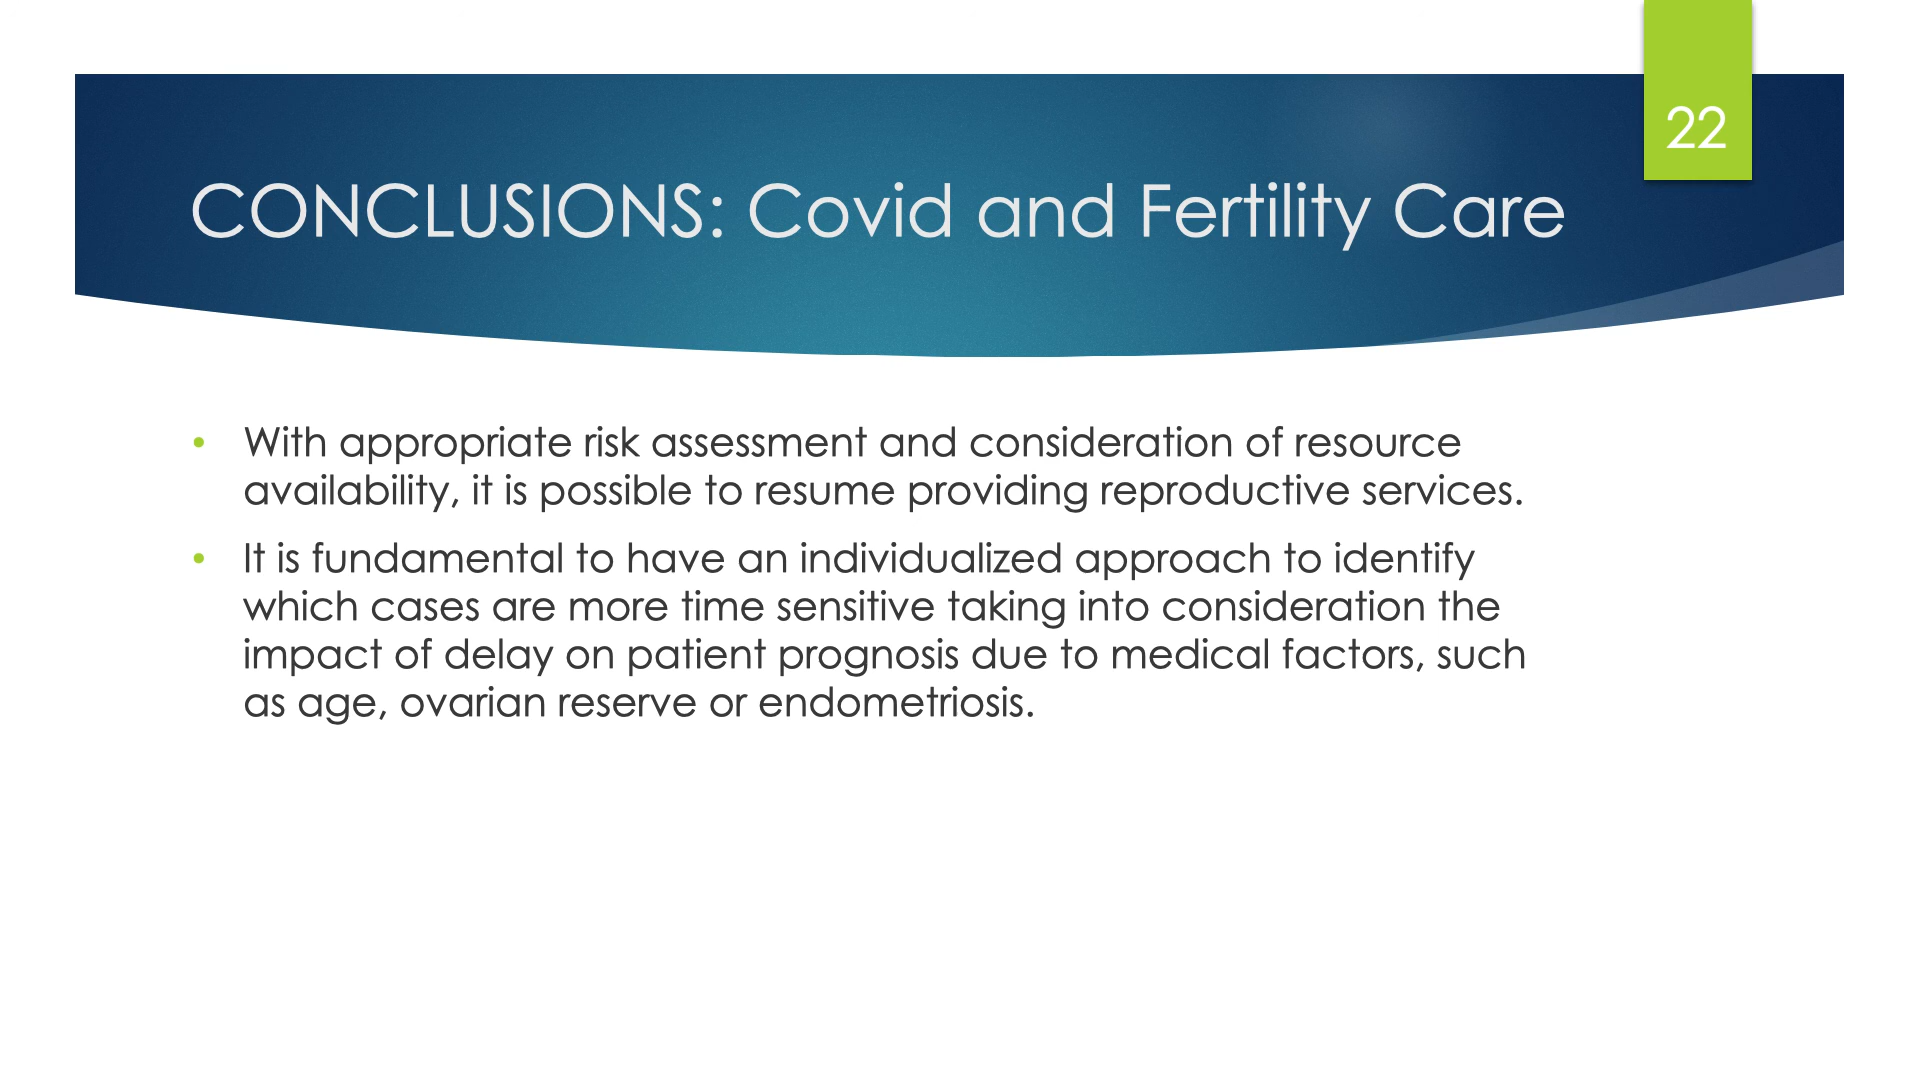 22
CONCLUSIONS: Covid and Fertility Care
• With appropriate risk assessment and consideration of resource
availability, it is possible to resume providing reproductive services.
• It is fundamental to have an individualized approach to identify
which cases are more time sensitive taking into consideration the
impact of delay on patient prognosis due to medical factors, such
as age, ovarian reserve or endometriosis.